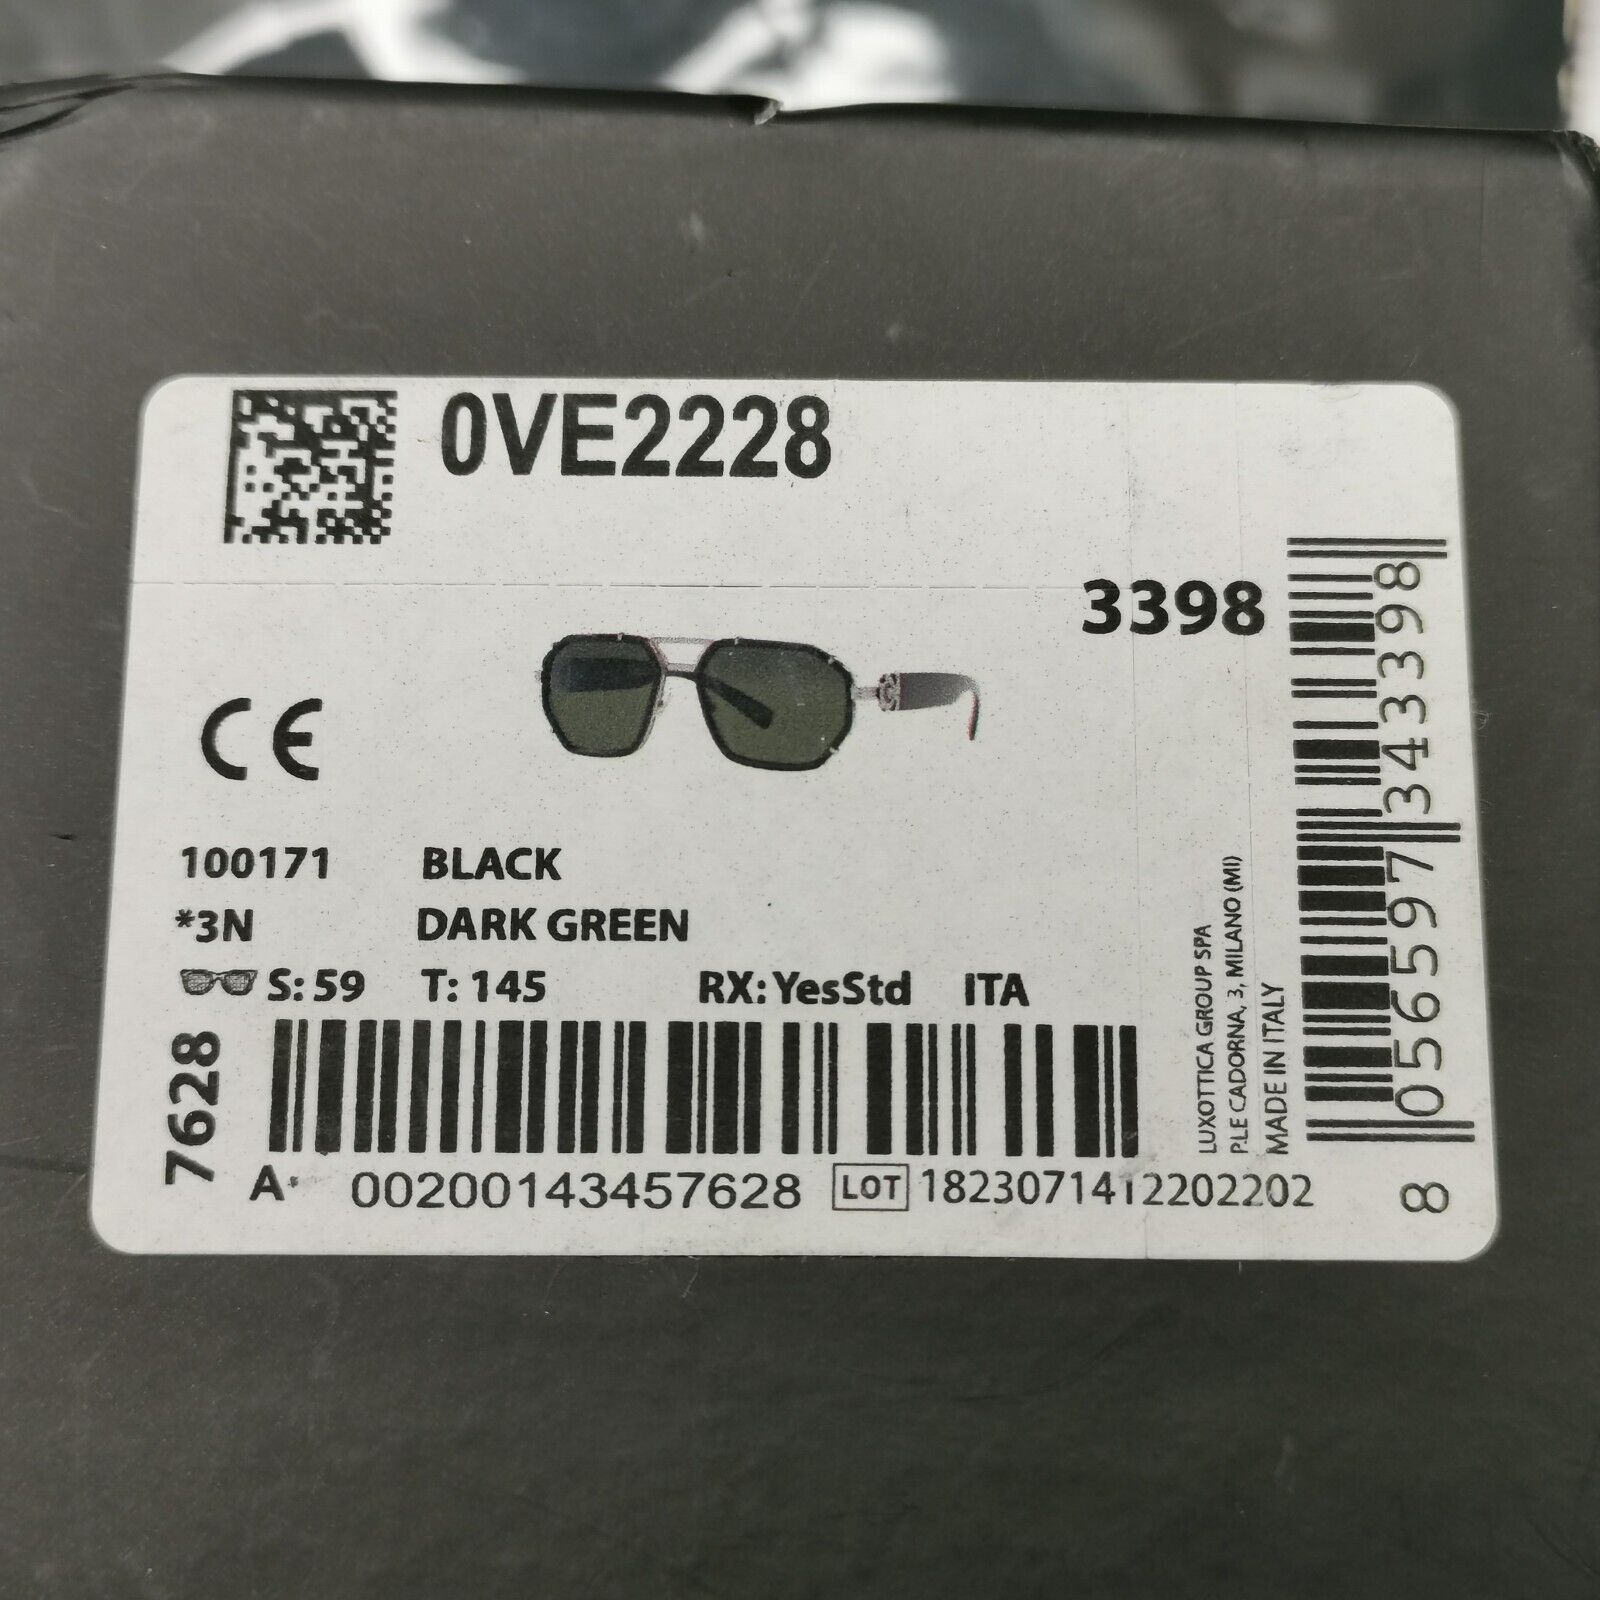 0VE2228
3398
CE
100171 BLACK
*3N DARK GREEN
S: 59 T: 145 RX: YesStd ITA
7628
A
00200143457628
LOT 1823071412202202
LUXOTTICA GROUP SPA
P.LE CADORNA, 3, MILANO (MI)
MADE IN ITALY
8 056597 343398